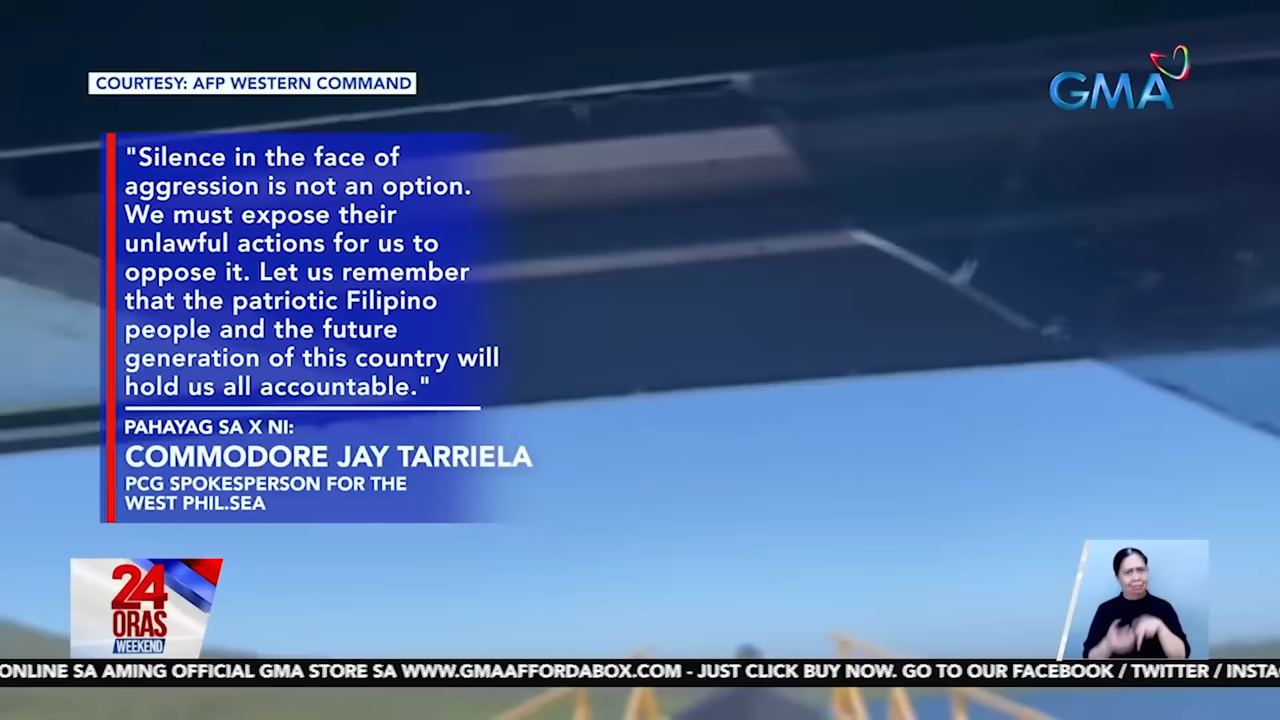 COURTESY: AFP WESTERN COMMAND
GMA
"Silence in the face of
aggression is not an option.
We must expose their
unlawful actions for us to
oppose it. Let us remember
that the patriotic Filipino
people and the future
generation of this country will
hold us all accountable."
PAHAYAG SA X NI:
COMMODORE JAY TARRIELA
PCG SPOKESPERSON FOR THE
WEST PHIL.SEA
24
ORAS
WEEKEND
ONLINE SA AMING OFFICIAL GMA STORE SA WWW.GMAAFFORDABOX.COM - JUST CLICK BUY NOW. GO TO OUR FACEBOOK / TWITTER / INSTA